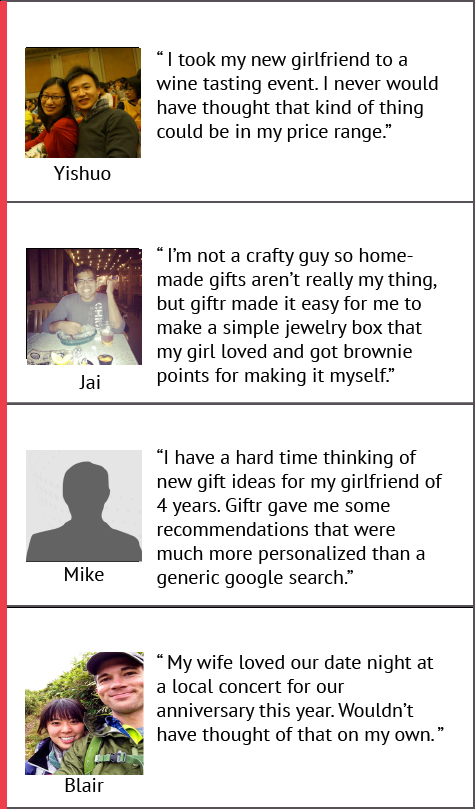 “ I took my new girlfriend to a
wine tasting event. I never would
have thought that kind of thing
could be in my price range.”
Yishuo
“ I’m not a crafty guy so home-
made gifts aren’t really my thing,
but giftr made it easy for me to
make a simple jewelry box that
my girl loved and got brownie
points for making it myself.”
Jai
“I have a hard time thinking of
new gift ideas for my girlfriend of
4 years. Giftr gave me some
recommendations that were
much more personalized than a
generic google search.”
Mike
“ My wife loved our date night at
a local concert for our
anniversary this year. Wouldn’t
have thought of that on my own. ”
Blair